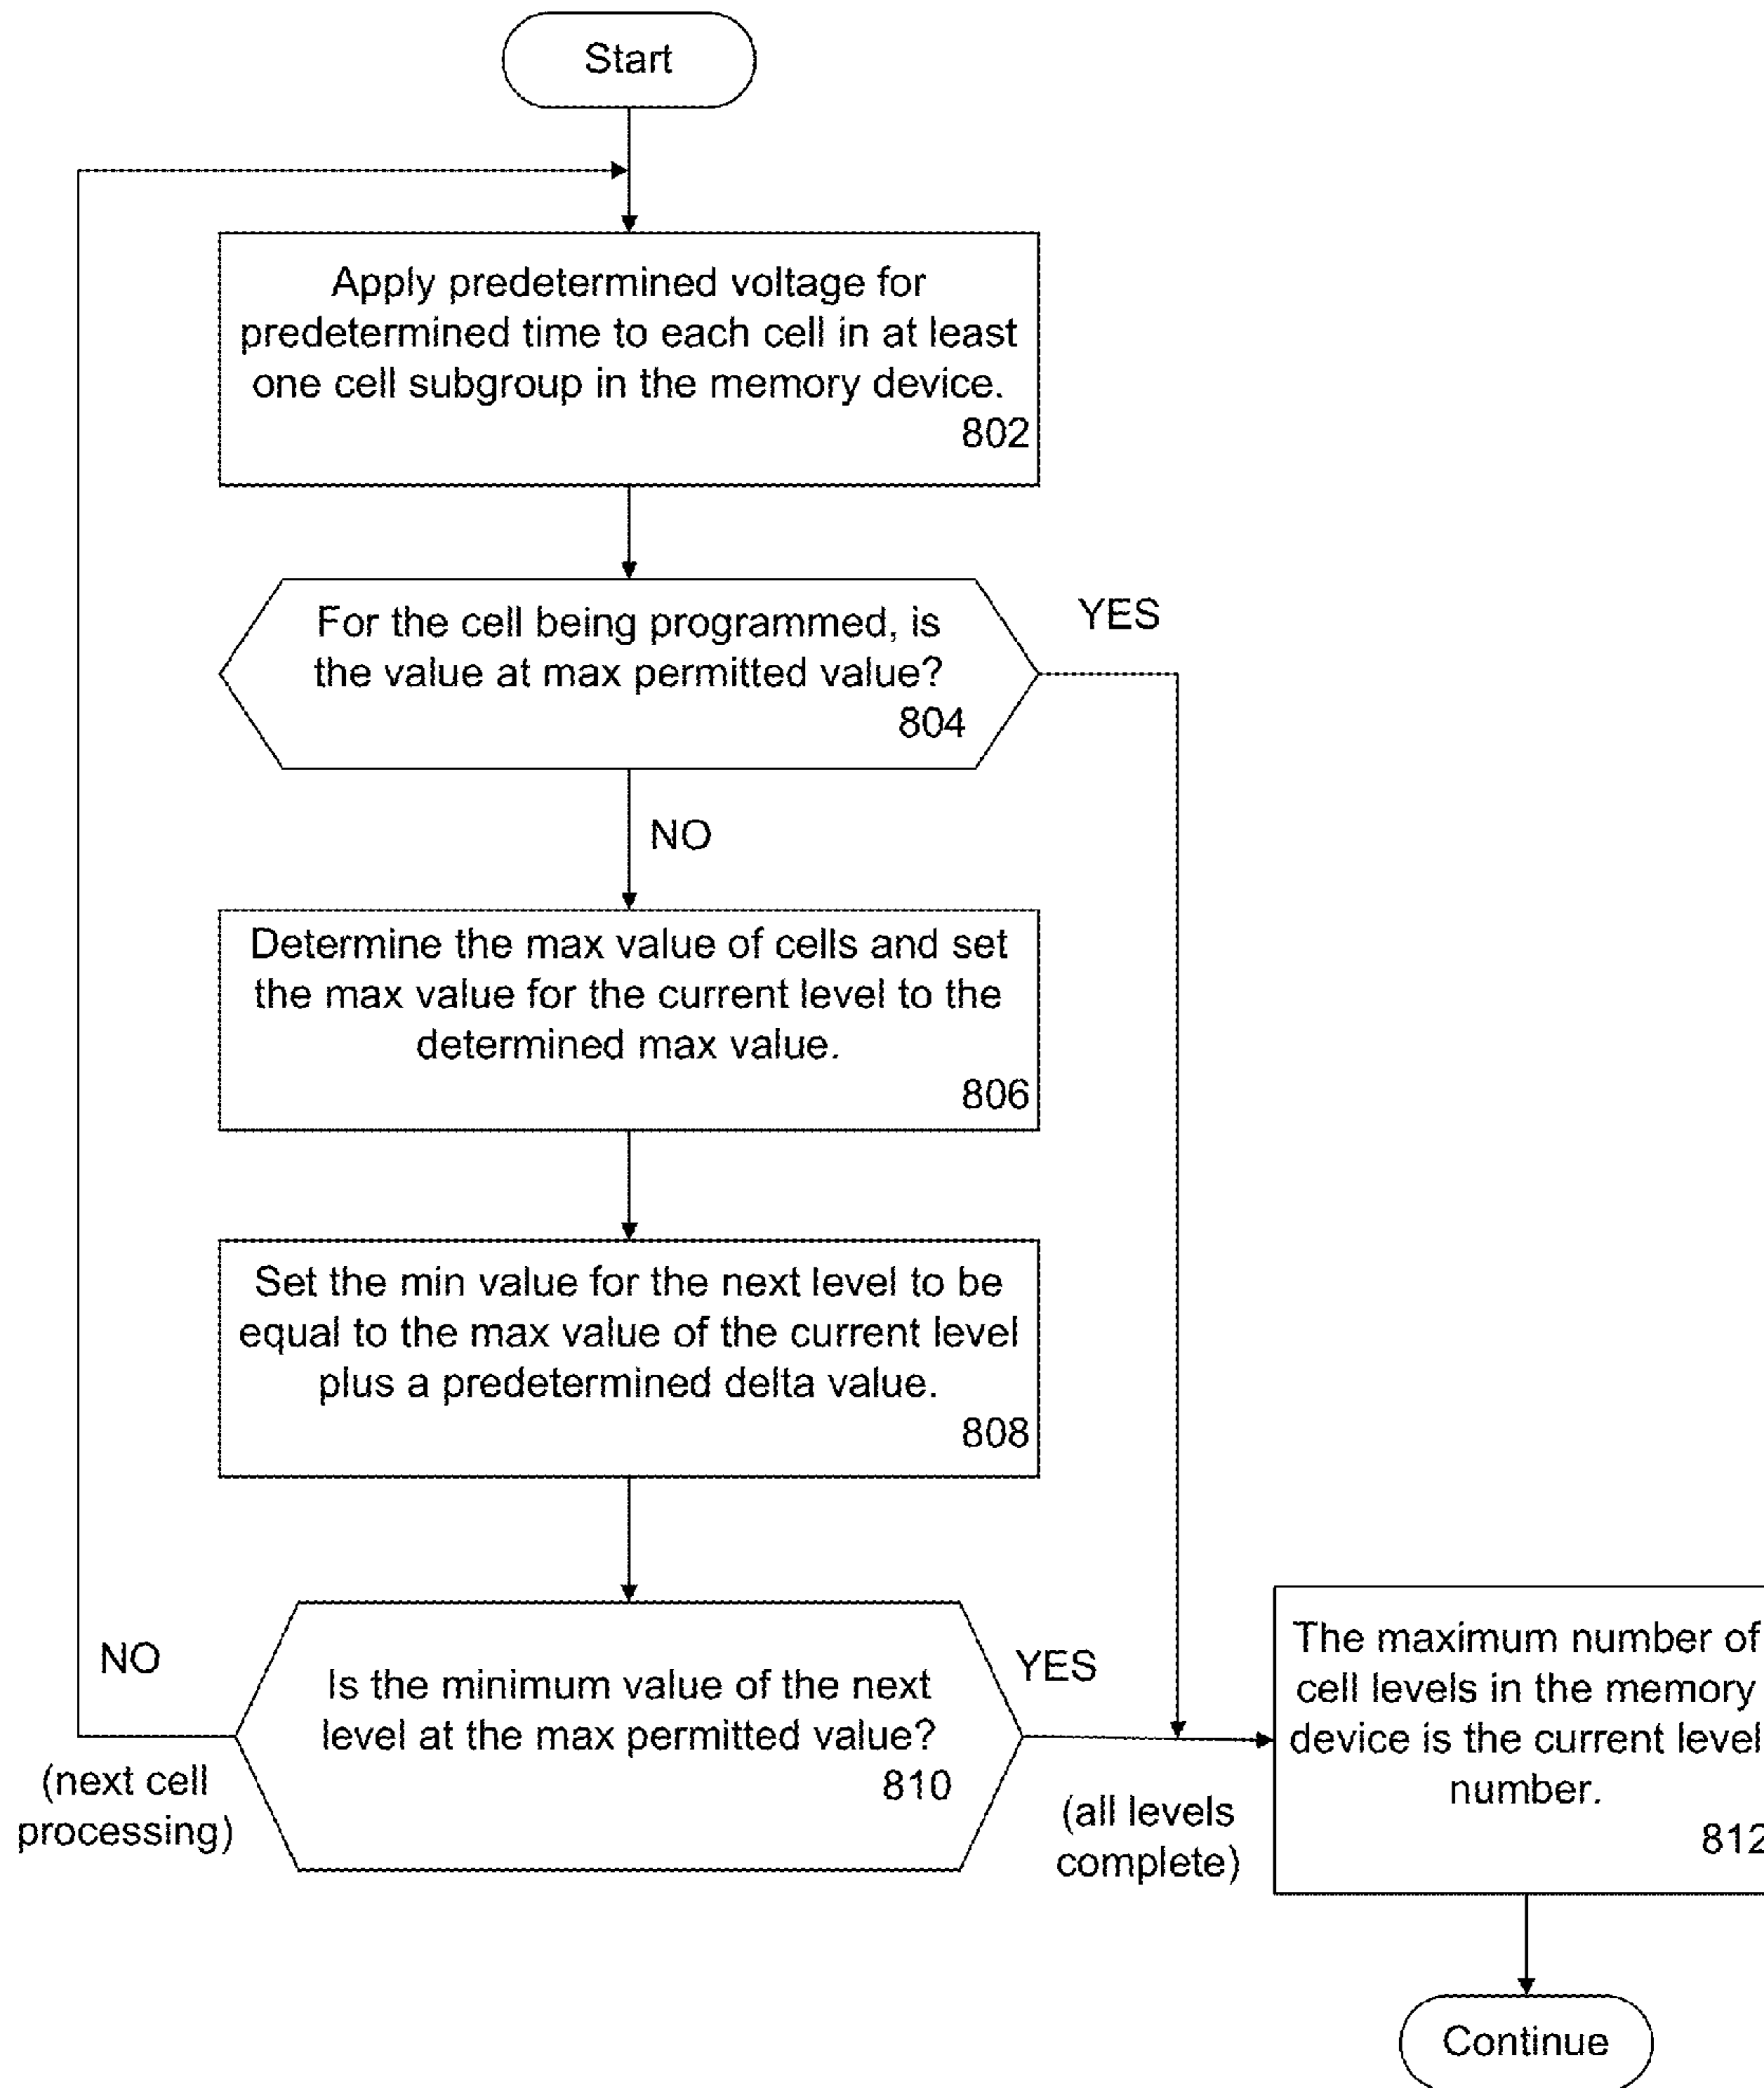 Start
Apply predetermined voltage for
predetermined time to each cell in at least
one cell subgroup in the memory device.
802
For the cell being programmed, is
the value at max permitted value?
804
YES
NO
Determine the max value of cells and set
the max value for the current level to the
determined max value.
806
Set the min value for the next level to be
equal to the max value of the current level
plus a predetermined delta value.
808
NO
(next cell
processing)
Is the minimum value of the next
level at the max permitted value?
810
YES
(all levels
complete)
The maximum number of
cell levels in the memory
device is the current level
number.
812
Continue